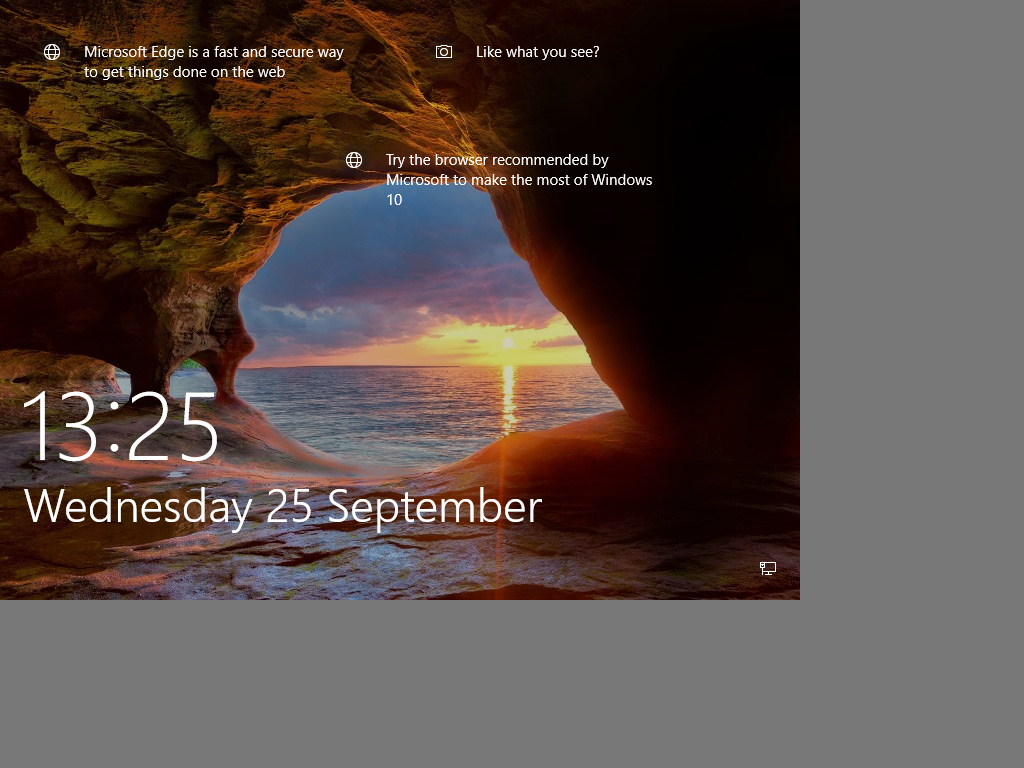 Microsoft Edge is a fast and secure way
to get things done on the web
Like what you see?
Try the browser recommended by
Microsoft to make the most of Windows
10
13:25
Wednesday 25 September